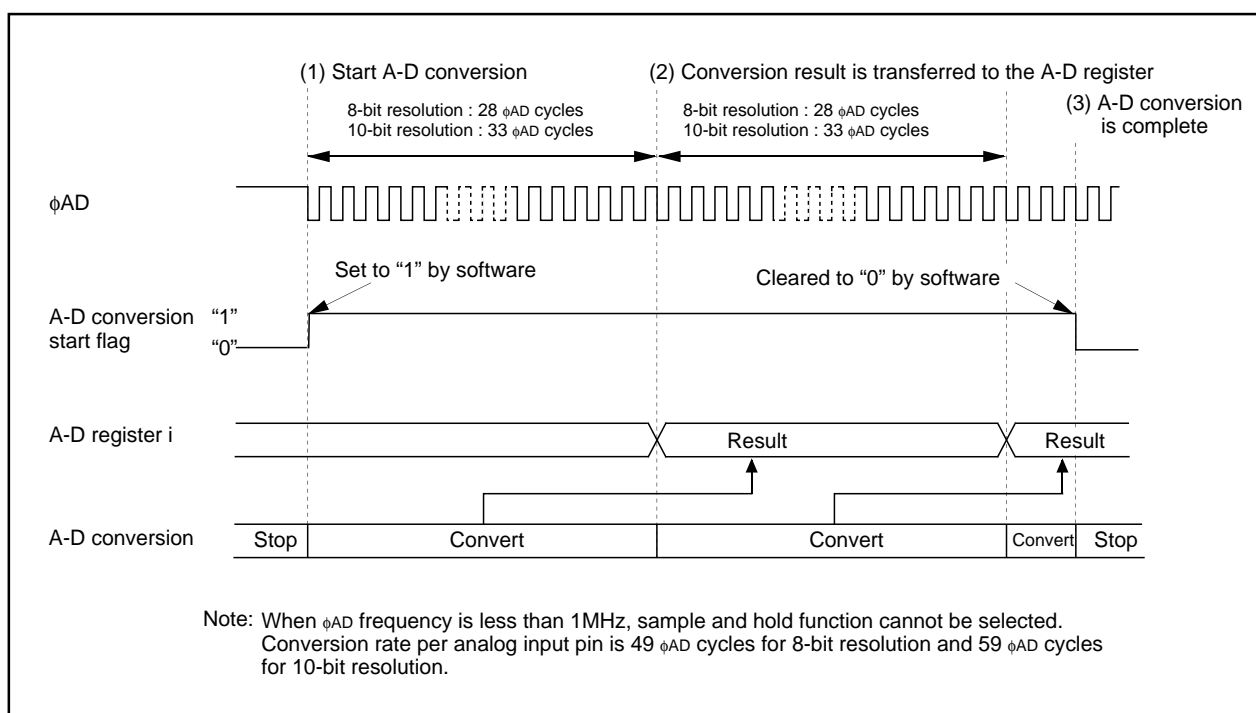 (1) Start A-D conversion
(2) Conversion result is transferred to the A-D register
8-bit resolution : 28 ϕAD cycles
10-bit resolution : 33 ϕAD cycles
8-bit resolution : 28 ϕAD cycles
10-bit resolution : 33 ϕAD cycles
(3) A-D conversion
is complete
ϕAD
Set to “1” by software
Cleared to “0” by software
A-D conversion
start flag
“1”
“0”
A-D register i
Result
Result
A-D conversion
Stop
Convert
Convert
Convert
Stop
Note: When ϕAD frequency is less than 1MHz, sample and hold function cannot be selected.
Conversion rate per analog input pin is 49 ϕAD cycles for 8-bit resolution and 59 ϕAD cycles
for 10-bit resolution.